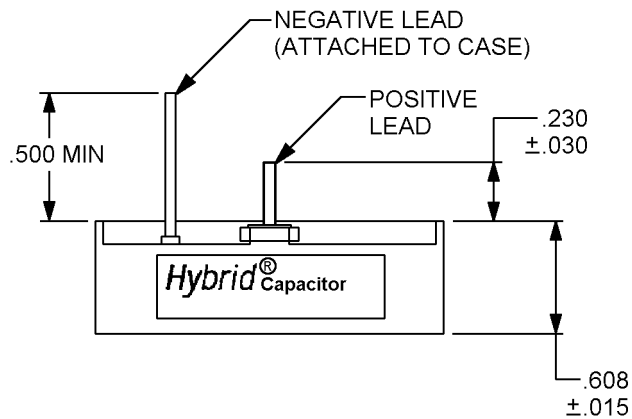 NEGATIVE LEAD
(ATTACHED TO CASE)
POSITIVE
LEAD
.230
±.030
.500 MIN
Hybrid® Capacitor
.608
±.015